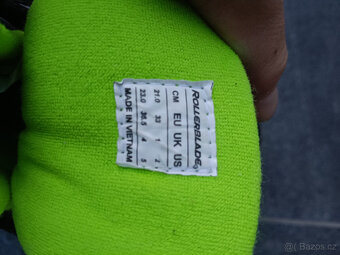 ROLLERBLADE.
CM EU UK US
21.0 33 1 2
23.0 36.5 4 5
MADE IN VIETNAM
Bazos.cz